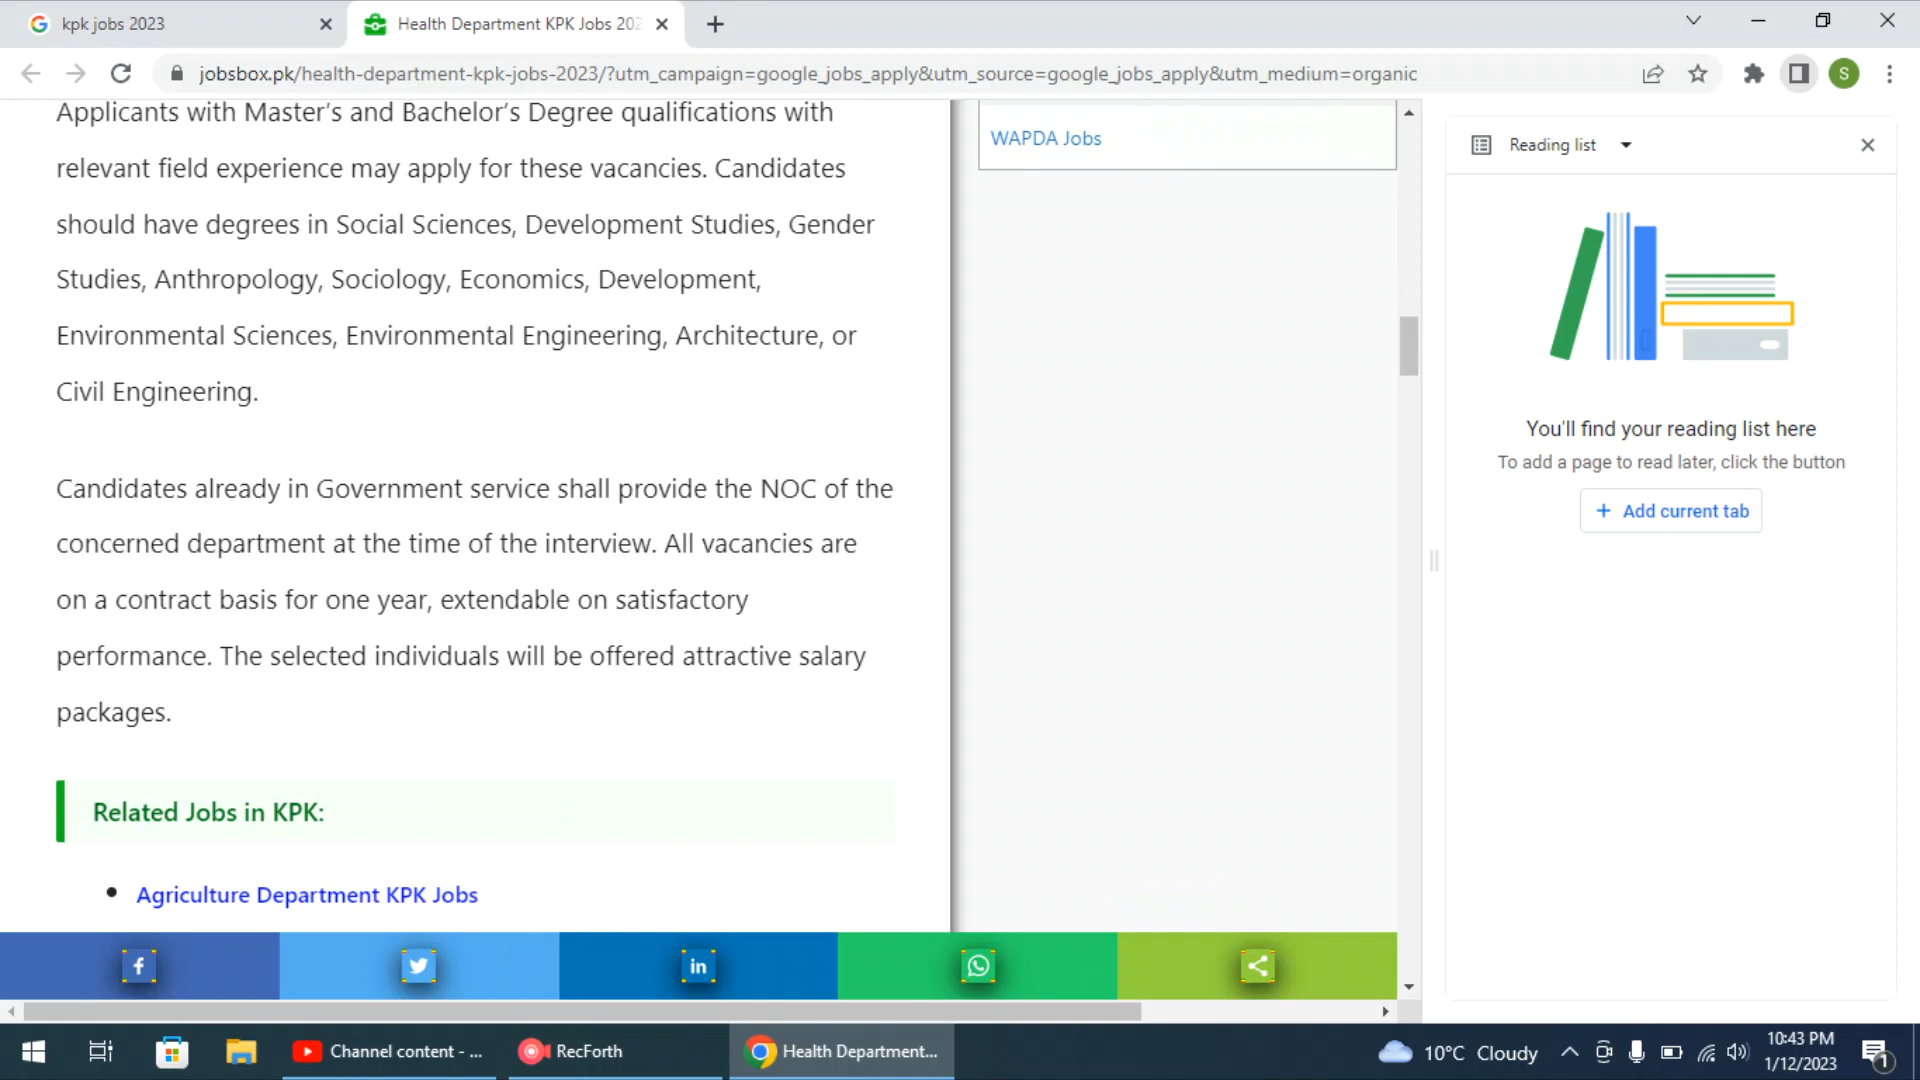 kpk jobs 2023
Health Department KPK Jobs 202
jobsbox.pk/health-department-kpk-jobs-2023/?utm_campaign=google_jobs_apply&utm_source=google_jobs_apply&utm_medium=organic
S
Applicants with Master’s and Bachelor’s Degree qualifications with
relevant field experience may apply for these vacancies. Candidates
should have degrees in Social Sciences, Development Studies, Gender
Studies, Anthropology, Sociology, Economics, Development,
Environmental Sciences, Environmental Engineering, Architecture, or
Civil Engineering.
Candidates already in Government service shall provide the NOC of the
concerned department at the time of the interview. All vacancies are
on a contract basis for one year, extendable on satisfactory
performance. The selected individuals will be offered attractive salary
packages.
Related Jobs in KPK:
Agriculture Department KPK Jobs
WAPDA Jobs
Reading list
You'll find your reading list here
To add a page to read later, click the button
+ Add current tab
f
in
Channel content - ...
RecForth
Health Department...
10°C Cloudy
10:43 PM
1/12/2023
1